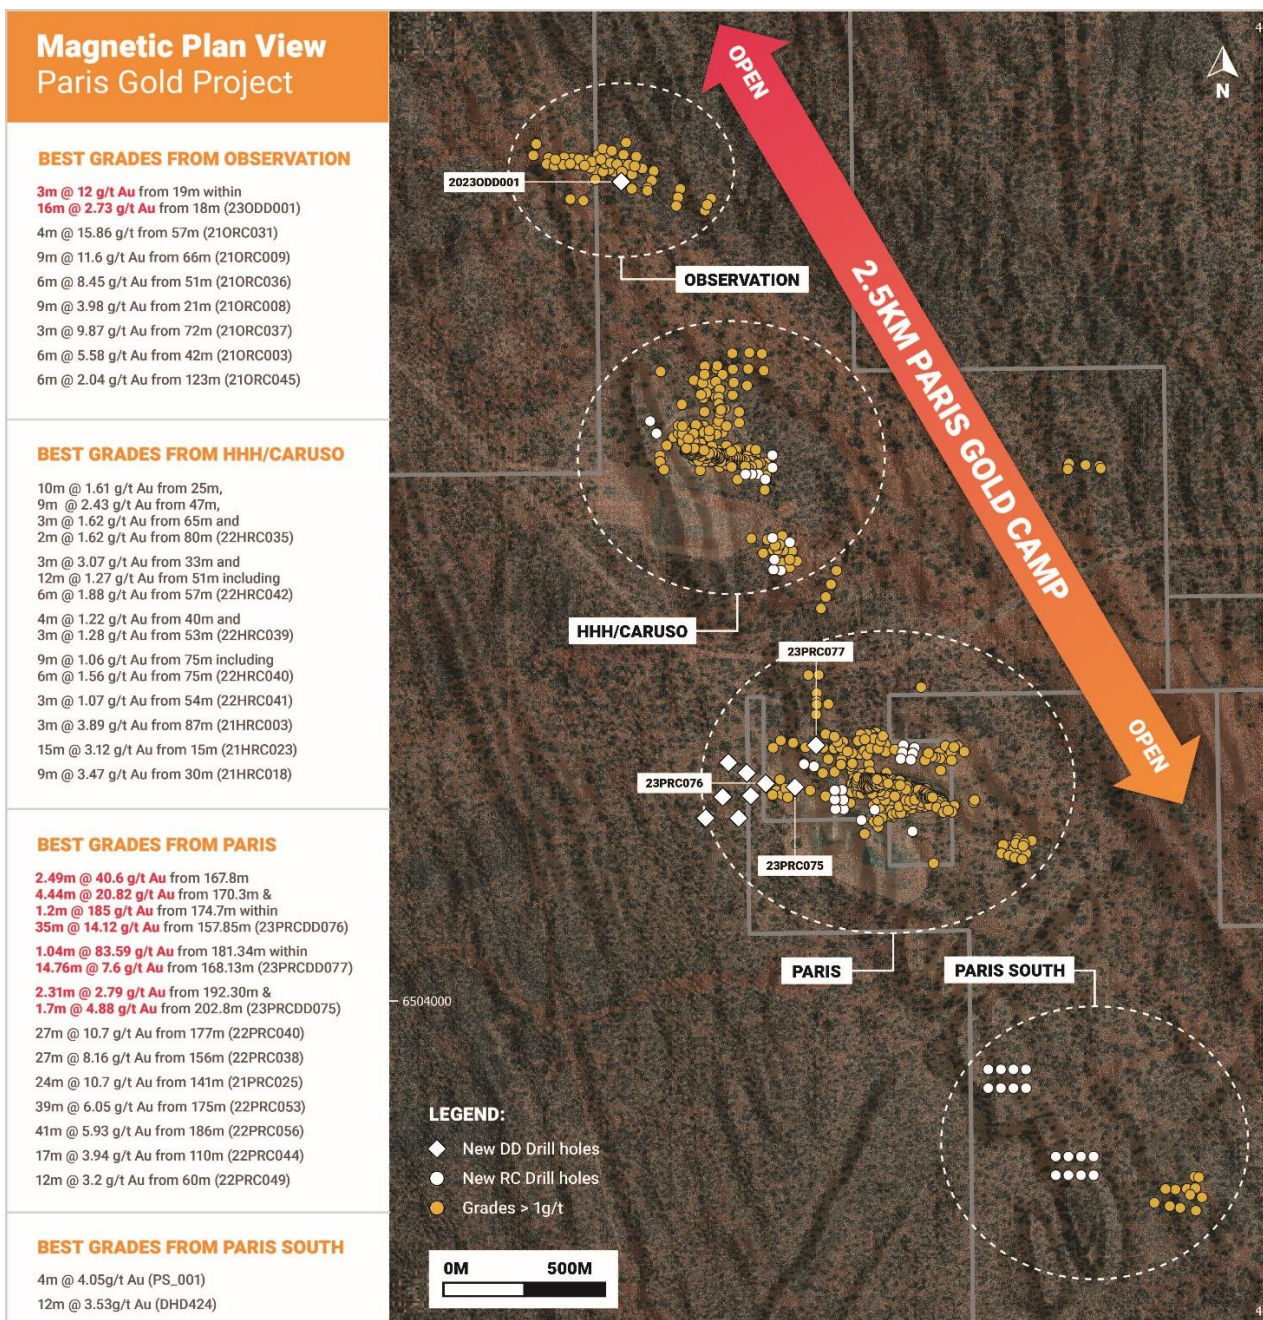 Magnetic Plan View
Paris Gold Project
BEST GRADES FROM OBSERVATION
3m @ 12 g/t Au from 19m within
16m @ 2.73 g/t Au from 18m (23ODD001)
4m @ 15.86 g/t from 57m (21ORC031)
9m @ 11.6 g/t Au from 66m (21ORC009)
6m @ 8.45 g/t Au from 51m (21ORC036)
9m @ 3.98 g/t Au from 21m (21ORC008)
3m @ 9.87 g/t Au from 72m (21ORC037)
6m @ 5.58 g/t Au from 42m (21ORC003)
6m @ 2.04 g/t Au from 123m (21ORC045)
BEST GRADES FROM HHH/CARUSO
10m @ 1.61 g/t Au from 25m,
9m @ 2.43 g/t Au from 47m,
3m @ 1.62 g/t Au from 65m and
2m @ 1.62 g/t Au from 80m (22HRC035)
3m @ 3.07 g/t Au from 33m and
12m @ 1.27 g/t Au from 51m including
6m @ 1.88 g/t Au from 57m (22HRC042)
4m @ 1.22 g/t Au from 40m and
3m @ 1.28 g/t Au from 53m (22HRC039)
9m @ 1.06 g/t Au from 75m including
6m @ 1.56 g/t Au from 75m (22HRC040)
3m @ 1.07 g/t Au from 54m (22HRC041)
3m @ 3.89 g/t Au from 87m (21HRC003)
15m @ 3.12 g/t Au from 15m (21HRC023)
9m @ 3.47 g/t Au from 30m (21HRC018)
BEST GRADES FROM PARIS
2.49m @ 40.6 g/t Au from 167.8m
4.44m @ 20.82 g/t Au from 170.3m &
1.2m @ 185 g/t Au from 174.7m within
35m @ 14.12 g/t Au from 157.85m (23PRCDD076)
1.04m @ 83.59 g/t Au from 181.34m within
14.76m @ 7.6 g/t Au from 168.13m (23PRCDD077)
2.31m @ 2.79 g/t Au from 192.30m &
1.7m @ 4.88 g/t Au from 202.8m (23PRCDD075)
27m @ 10.7 g/t Au from 177m (22PRC040)
27m @ 8.16 g/t Au from 156m (22PRC038)
24m @ 10.7 g/t Au from 141m (21PRC025)
39m @ 6.05 g/t Au from 175m (22PRC053)
41m @ 5.93 g/t Au from 186m (22PRC056)
17m @ 3.94 g/t Au from 110m (22PRC044)
12m @ 3.2 g/t Au from 60m (22PRC049)
BEST GRADES FROM PARIS SOUTH
4m @ 4.05g/t Au (PS_001)
12m @ 3.53g/t Au (DHD424)
4
N
OPEN
2.5KM PARIS GOLD CAMP
OPEN
2023ODD001
OBSERVATION
HHH/CARUSO
23PRC077
23PRC076
23PRC075
PARIS
PARIS SOUTH
6504000
LEGEND:
New DD Drill holes
New RC Drill holes
Grades > 1g/t
0M 500M
4